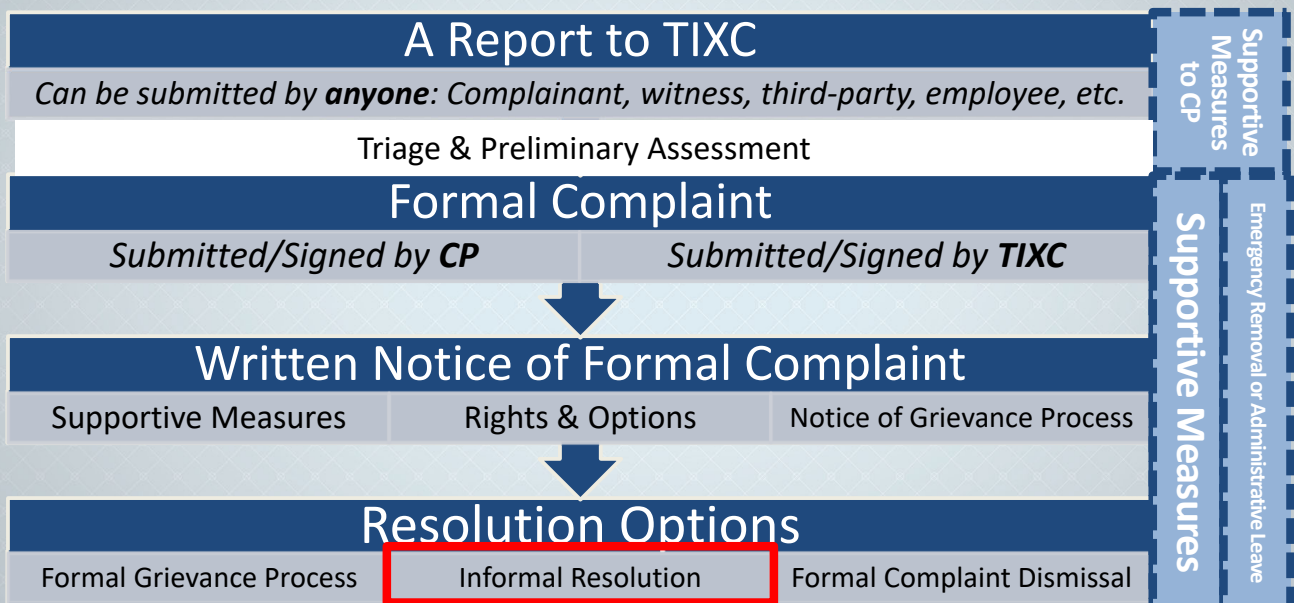 A Report to TIXC
Can be submitted by anyone: Complainant, witness, third-party, employee, etc.
Triage & Preliminary Assessment
Formal Complaint
Submitted/Signed by CP
Submitted/Signed by TIXC
Written Notice of Formal Complaint
Supportive Measures
Rights & Options
Notice of Grievance Process
Resolution Options
Formal Grievance Process
Informal Resolution
Formal Complaint Dismissal
Supportive
Measures
to CP
Supportive Measures
Emergency Removal or Administrative Leave